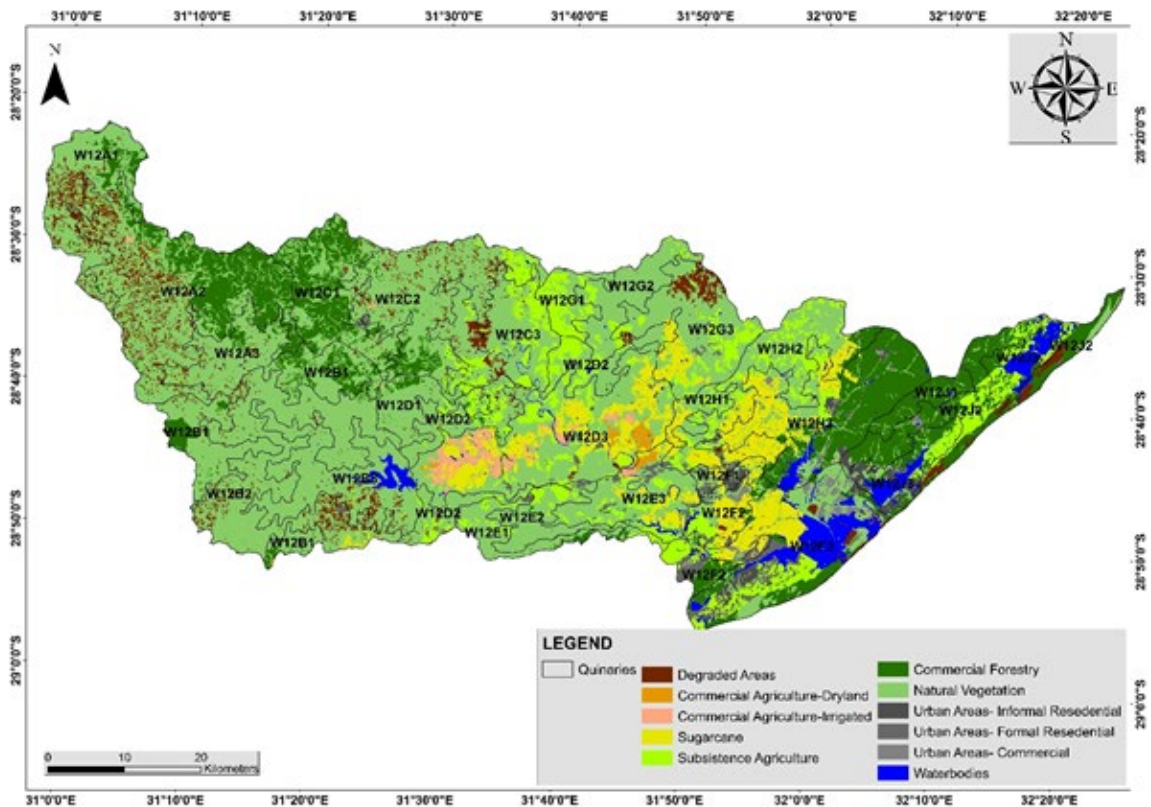 31°0'0"E 31°10'0"E 31°20'0"E 31°30'0"E 31°40'0"E 31°50'0"E 32°0'0"E 32°10'0"E 32°20'0"E
N
N
W E
S
28°20'0"S
28°20'0"S
W12A1
28°30'0"S
28°30'0"S
W12A2 W12C1 W12C2 W12G1 W12G2
W12C3 W12G3
W12A3 W12B1 W12D2 W12H2 W12J2
28°40'0"S
W12D1 W12H1 W12J1
W12D2 W12J2
W12B1 W12D3 W12H3
28°40'0"S
W12B2 W12E3 W12F1
28°50'0"S
W12D2 W12E2 W12F2
W12B1 W12E1
28°50'0"S
W12F2
29°0'0"S
29°0'0"S
LEGEND
Quinaries
Degraded Areas
Commercial Agriculture-Dryland
Commercial Agriculture-Irrigated
Sugarcane
Subsistence Agriculture
Commercial Forestry
Natural Vegetation
Urban Areas- Informal Resedential
Urban Areas- Formal Resedential
Urban Areas- Commercial
Waterbodies
0 10 20
Kilometers
31°0'0"E 31°10'0"E 31°20'0"E 31°30'0"E 31°40'0"E 31°50'0"E 32°0'0"E 32°10'0"E 32°20'0"E